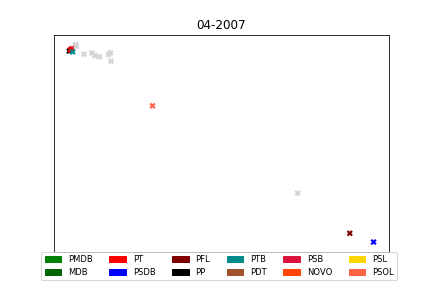 04-2007
PMDB PT PFL PTB PSB PSL
MDB PSDB PP PDT NOVO PSOL